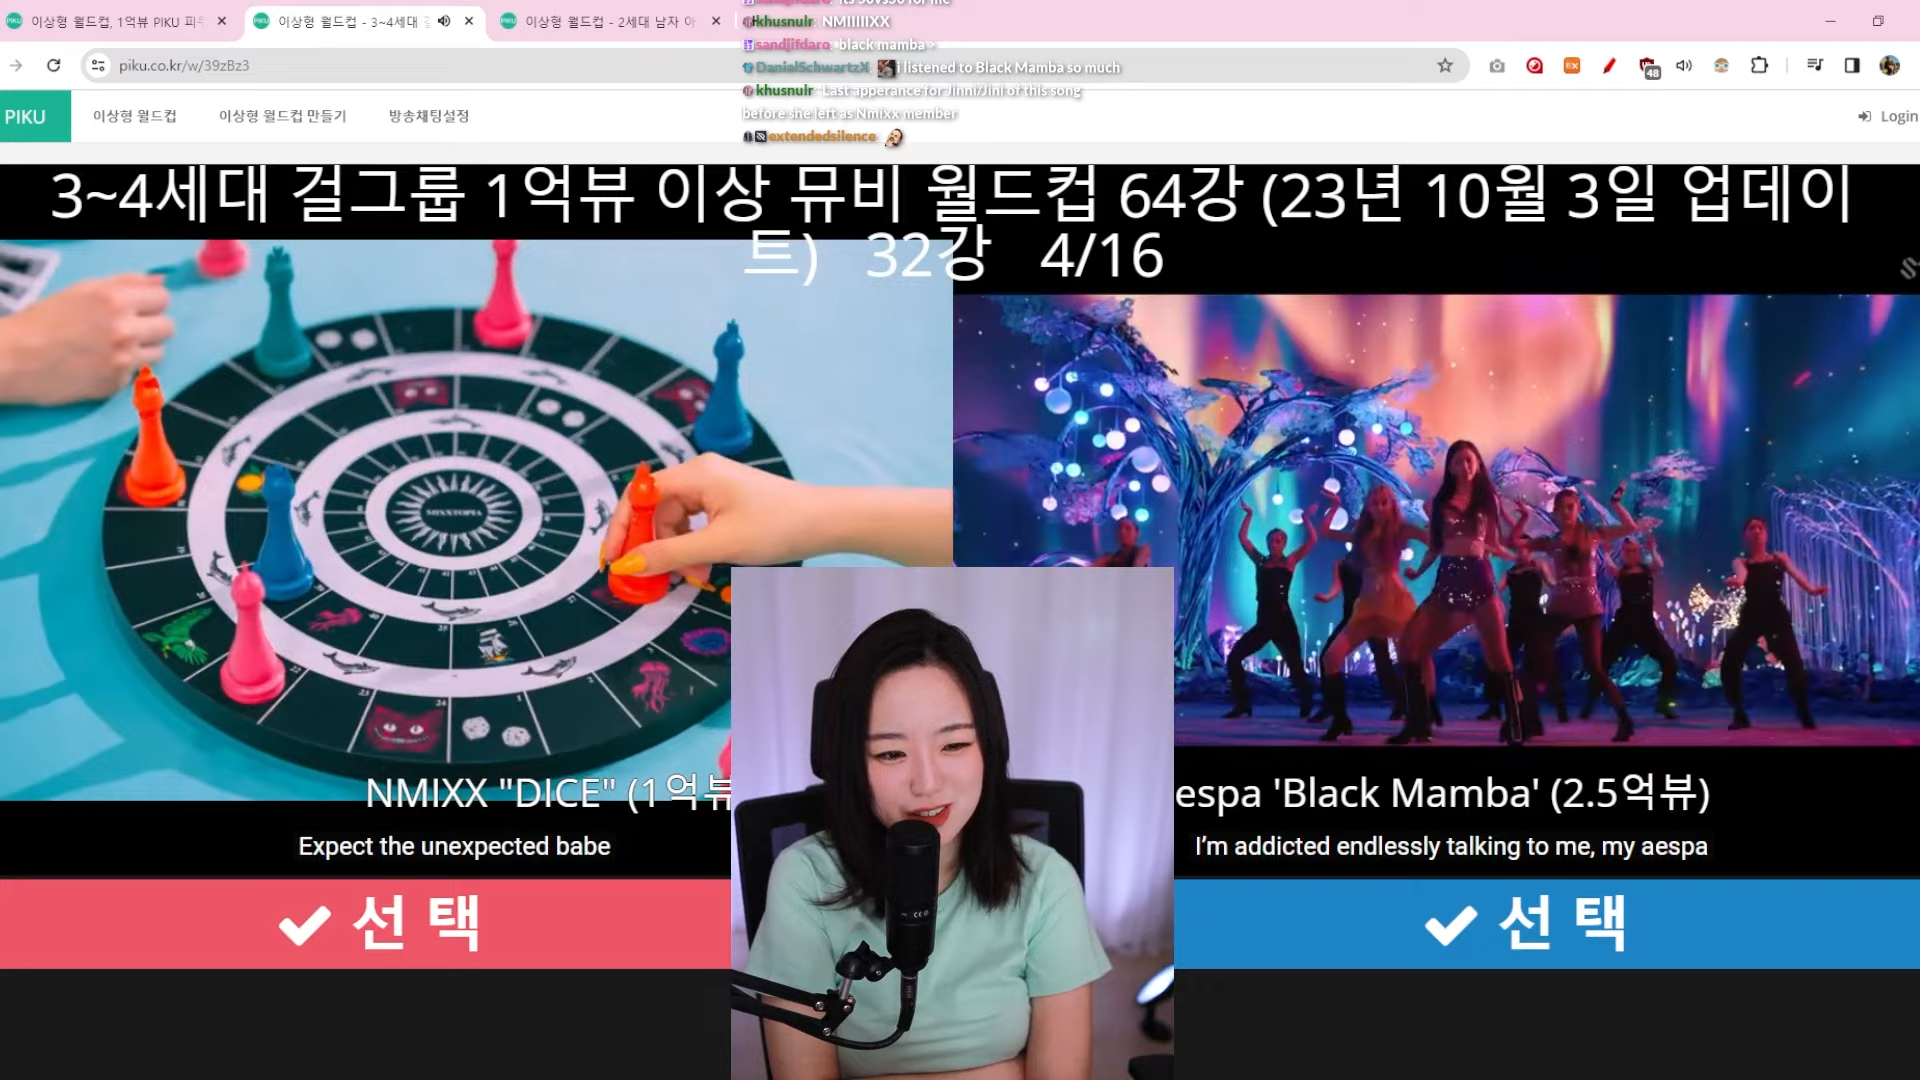 이상형 월드컵, 1억뷰 PIKU 피
이상형 월드컵 - 3~4세대
이상형 월드컵 - 2세대 남자 아
piku.co.kr/w/39zBz3
48
PIKU
이상형 월드컵
이상형 월드컵 만들기
방송채팅설정
Login
khusnulr: NMIIIIIXX
sandjifdaro: black mamba >
DanielSchwartzX: i listened to Black Mamba so much
khusnulr: Last apperance for Jinni/Jini of this song
before she left as Nmixx member
extendedsilence
3~4세대 걸그룹 1억뷰 이상 뮤비 월드컵 64강 (23년 10월 3일 업데이
트) 32강 4/16
NMIXX "DICE" (1억뷰
espa 'Black Mamba' (2.5억뷰)
Expect the unexpected babe
I'm addicted endlessly talking to me, my aespa
선 택
선 택